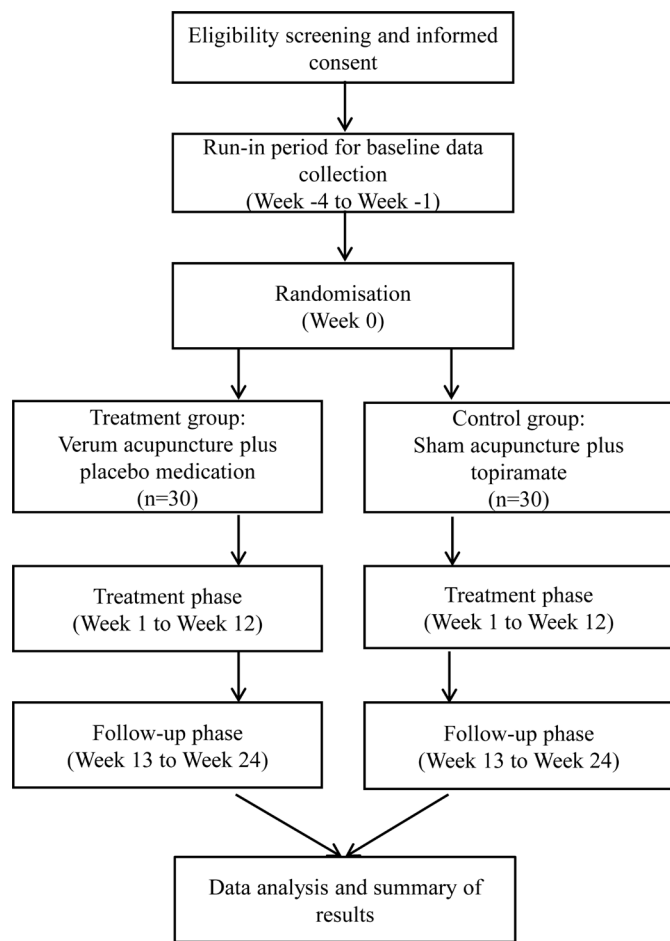 Eligibility screening and informed
consent
Run-in period for baseline data
collection
(Week -4 to Week -1)
Randomisation
(Week 0)
Treatment group:
Verum acupuncture plus
placebo medication
(n=30)
Control group:
Sham acupuncture plus
topiramate
(n=30)
Treatment phase
(Week 1 to Week 12)
Treatment phase
(Week 1 to Week 12)
Follow-up phase
(Week 13 to Week 24)
Follow-up phase
(Week 13 to Week 24)
Data analysis and summary of
results